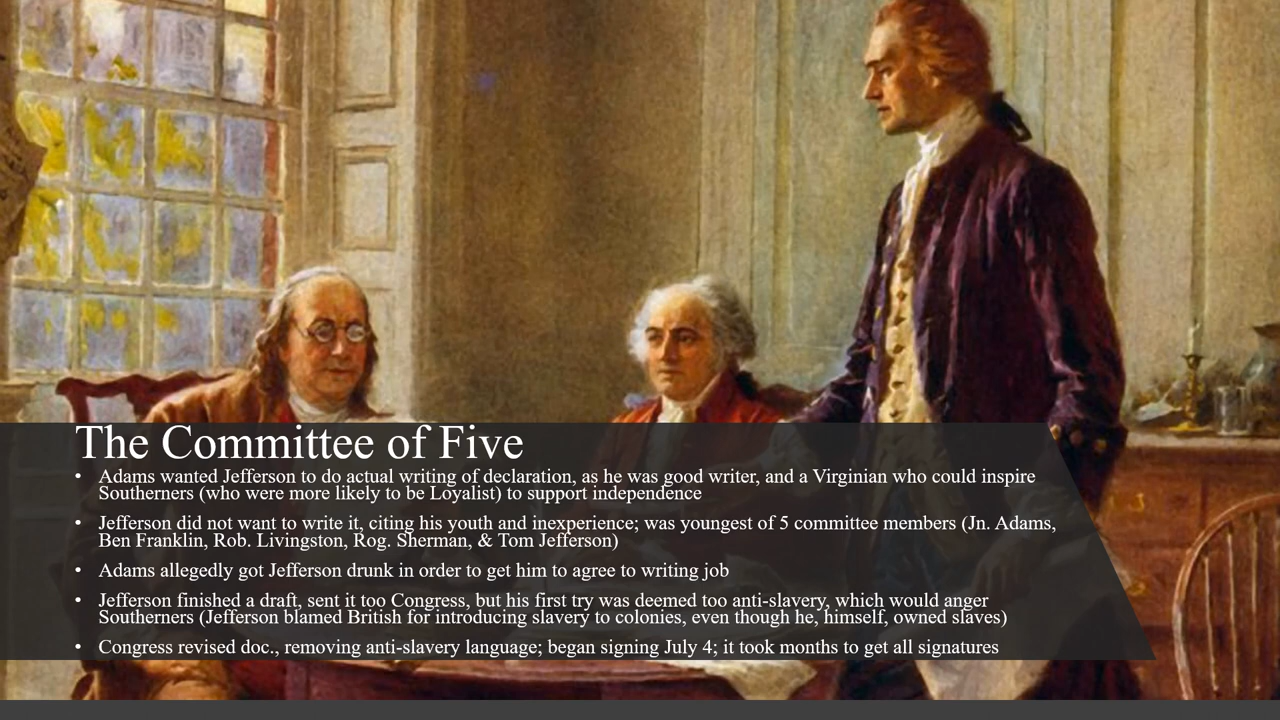 The Committee of Five
• Adams wanted Jefferson to do actual writing of declaration, as he was good writer, and a Virginian who could inspire
Southerners (who were more likely to be Loyalist) to support independence
• Jefferson did not want to write it, citing his youth and inexperience; was youngest of 5 committee members (Jn. Adams,
Ben Franklin, Rob. Livingston, Rog. Sherman, & Tom Jefferson)
• Adams allegedly got Jefferson drunk in order to get him to agree to writing job
• Jefferson finished a draft, sent it too Congress, but his first try was deemed too anti-slavery, which would anger
Southerners (Jefferson blamed British for introducing slavery to colonies, even though he, himself, owned slaves)
• Congress revised doc., removing anti-slavery language; began signing July 4; it took months to get all signatures